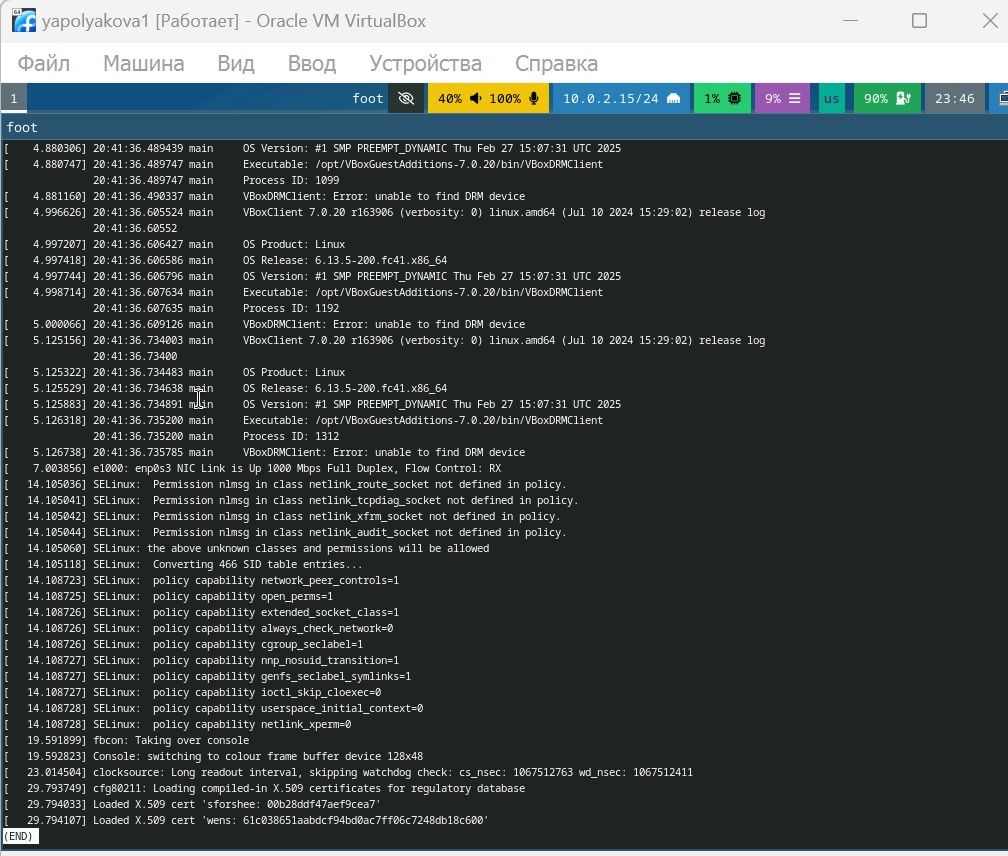 yapolyakova1 [Работает] - Oracle VM VirtualBox
Файл Машина Вид Ввод Устройства Справка
1 foot 40% 100% 10.0.2.15/24 1% 9% us 90% 23:46
foot
[    4.880306] 20:41:36.489439 main     OS Version: #1 SMP PREEMPT_DYNAMIC Thu Feb 27 15:07:31 UTC 2025
[    4.880747] 20:41:36.489747 main     Executable: /opt/VBoxGuestAdditions-7.0.20/bin/VBoxDRMClient
20:41:36.489747 main     Process ID: 1099
[    4.881160] 20:41:36.490337 main     VBoxDRMClient: Error: unable to find DRM device
[    4.996626] 20:41:36.605524 main     VBoxClient 7.0.20 r163906 (verbosity: 0) linux.amd64 (Jul 10 2024 15:29:02) release log
20:41:36.60552
[    4.997207] 20:41:36.606427 main     OS Product: Linux
[    4.997418] 20:41:36.606586 main     OS Release: 6.13.5-200.fc41.x86_64
[    4.997744] 20:41:36.606796 main     OS Version: #1 SMP PREEMPT_DYNAMIC Thu Feb 27 15:07:31 UTC 2025
[    4.998714] 20:41:36.607634 main     Executable: /opt/VBoxGuestAdditions-7.0.20/bin/VBoxDRMClient
20:41:36.607635 main     Process ID: 1192
[    5.000066] 20:41:36.609126 main     VBoxDRMClient: Error: unable to find DRM device
[    5.125156] 20:41:36.734003 main     VBoxClient 7.0.20 r163906 (verbosity: 0) linux.amd64 (Jul 10 2024 15:29:02) release log
20:41:36.73400
[    5.125322] 20:41:36.734483 main     OS Product: Linux
[    5.125529] 20:41:36.734638 main     OS Release: 6.13.5-200.fc41.x86_64
[    5.125883] 20:41:36.734891 main     OS Version: #1 SMP PREEMPT_DYNAMIC Thu Feb 27 15:07:31 UTC 2025
[    5.126318] 20:41:36.735200 main     Executable: /opt/VBoxGuestAdditions-7.0.20/bin/VBoxDRMClient
20:41:36.735200 main     Process ID: 1312
[    5.126738] 20:41:36.735785 main     VBoxDRMClient: Error: unable to find DRM device
[    7.003856] e1000: enp0s3 NIC Link is Up 1000 Mbps Full Duplex, Flow Control: RX
[   14.105036] SELinux:  Permission nlmsg in class netlink_route_socket not defined in policy.
[   14.105041] SELinux:  Permission nlmsg in class netlink_tcpdiag_socket not defined in policy.
[   14.105042] SELinux:  Permission nlmsg in class netlink_xfrm_socket not defined in policy.
[   14.105044] SELinux:  Permission nlmsg in class netlink_audit_socket not defined in policy.
[   14.105060] SELinux: the above unknown classes and permissions will be allowed
[   14.105118] SELinux:  Converting 466 SID table entries...
[   14.108723] SELinux:  policy capability network_peer_controls=1
[   14.108725] SELinux:  policy capability open_perms=1
[   14.108726] SELinux:  policy capability extended_socket_class=1
[   14.108726] SELinux:  policy capability always_check_network=0
[   14.108726] SELinux:  policy capability cgroup_seclabel=1
[   14.108727] SELinux:  policy capability nnp_nosuid_transition=1
[   14.108727] SELinux:  policy capability genfs_seclabel_symlinks=1
[   14.108727] SELinux:  policy capability ioctl_skip_cloexec=0
[   14.108728] SELinux:  policy capability userspace_initial_context=0
[   14.108728] SELinux:  policy capability netlink_xperm=0
[   19.591899] fbcon: Taking over console
[   19.592823] Console: switching to colour frame buffer device 128x48
[   23.014504] clocksource: Long readout interval, skipping watchdog check: cs_nsec: 1067512763 wd_nsec: 1067512411
[   29.793749] cfg80211: Loading compiled-in X.509 certificates for regulatory database
[   29.794033] Loaded X.509 cert 'sforshee: 00b28ddf47aef9cea7'
[   29.794107] Loaded X.509 cert 'wens: 61c038651aabdcf94bd0ac7ff06c7248db18c600'
(END)